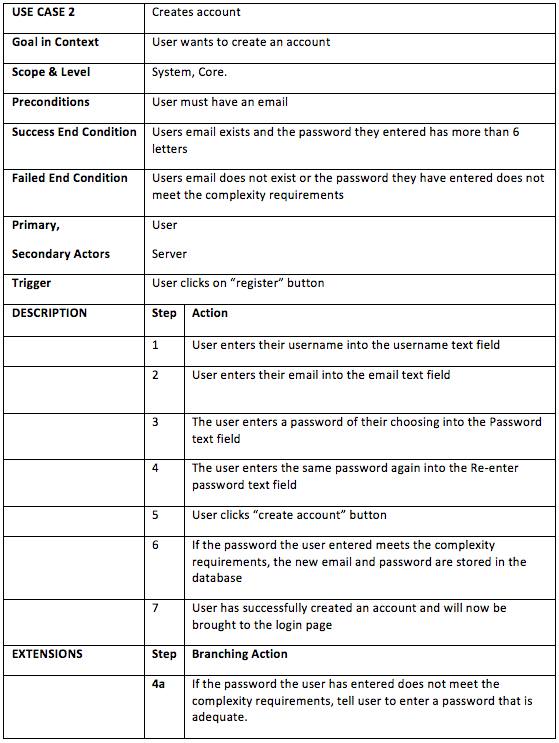 USE CASE 2 Creates account
Goal in Context User wants to create an account
Scope & Level System, Core.
Preconditions User must have an email
Success End Condition Users email exists and the password they entered has more than 6
letters
Failed End Condition Users email does not exist or the password they have entered does not
meet the complexity requirements
Primary, User
Secondary Actors Server
Trigger User clicks on “register” button
DESCRIPTION Step Action
1 User enters their username into the username text field
2 User enters their email into the email text field
3 The user enters a password of their choosing into the Password
text field
4 The user enters the same password again into the Re-enter
password text field
5 User clicks “create account” button
6 If the password the user entered meets the complexity
requirements, the new email and password are stored in the
database
7 User has successfully created an account and will now be
brought to the login page
EXTENSIONS Step Branching Action
4a If the password the user has entered does not meet the
complexity requirements, tell user to enter a password that is
adequate.